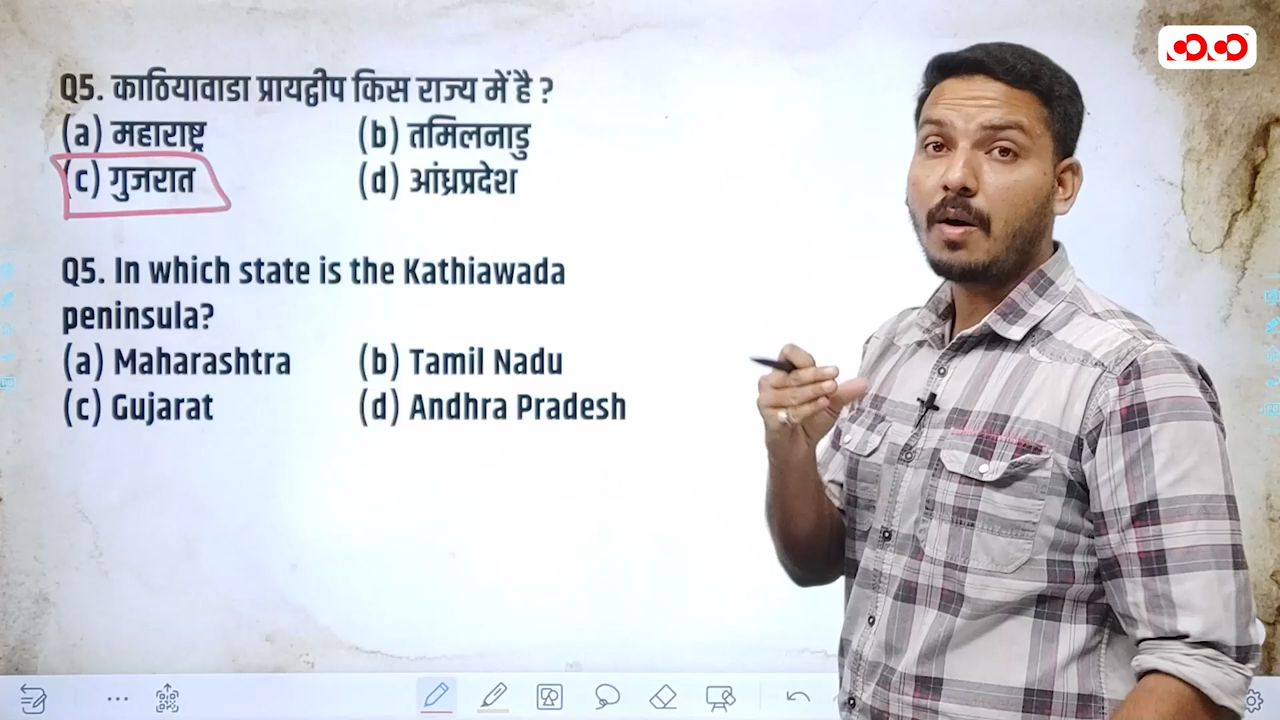 Q5. काठियावाडा प्रायद्वीप किस राज्य में है ?
(a) महाराष्ट्र (b) तमिलनाडु
(c) गुजरात (d) आंध्रप्रदेश
Q5. In which state is the Kathiawada
peninsula?
(a) Maharashtra (b) Tamil Nadu
(c) Gujarat (d) Andhra Pradesh